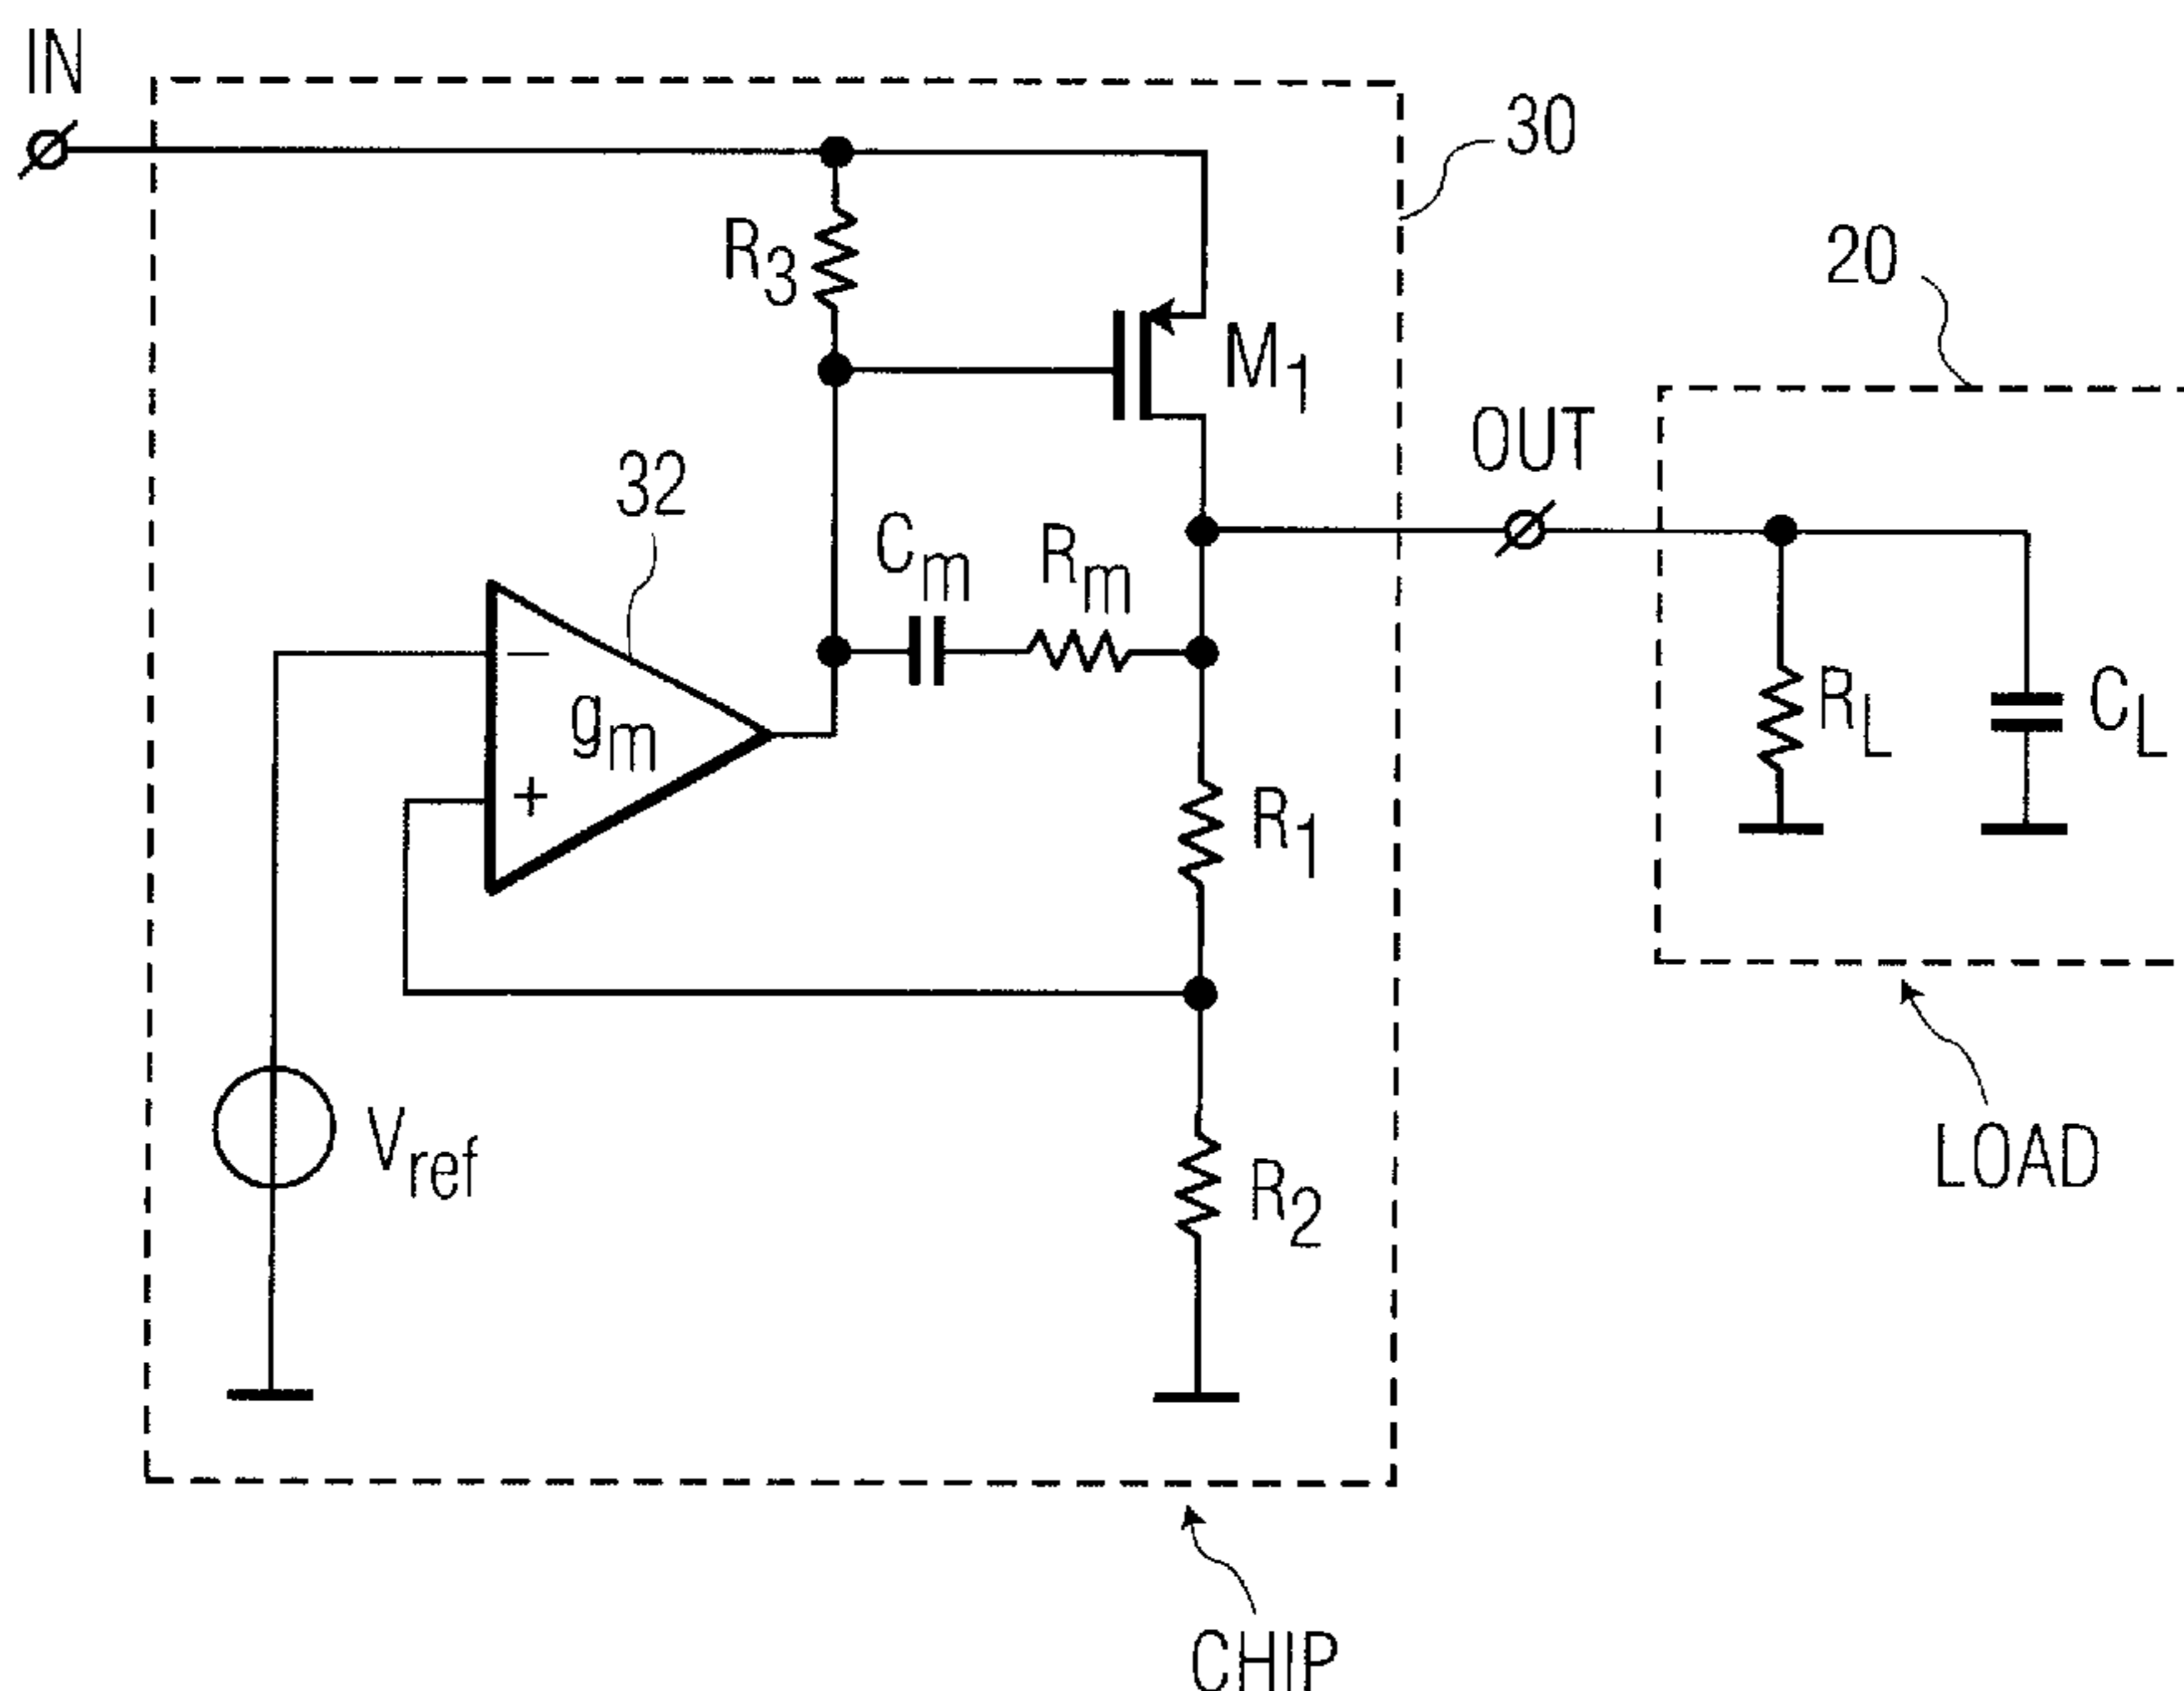 IN
30
R3
20
M1
OUT
32
Cm
Rm
RL
CL
−
gm
+
R1
Vref
LOAD
R2
CHIP